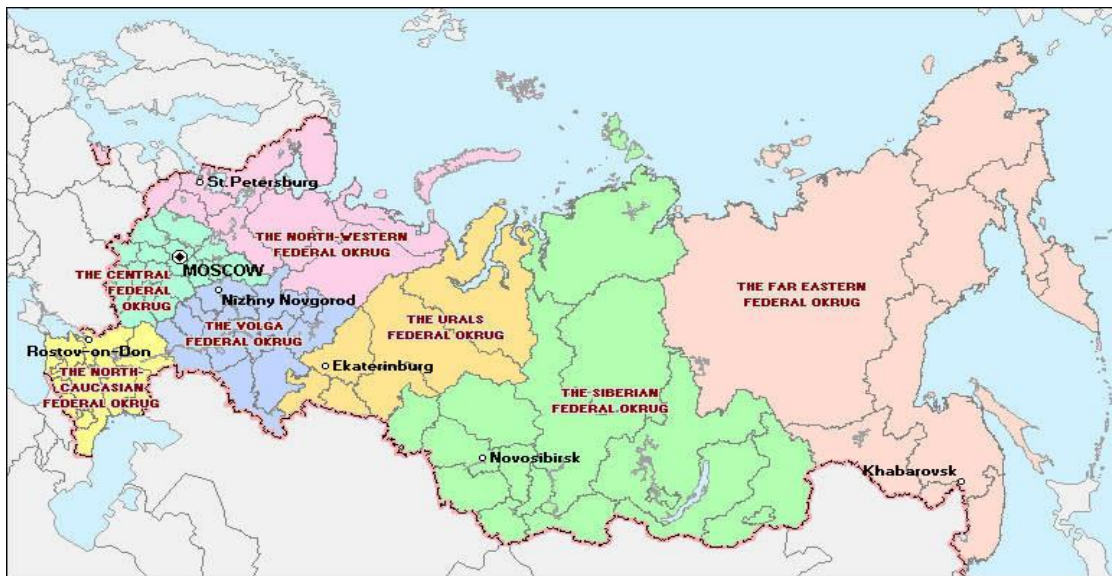 St.Petersburg
THE NORTH-WESTERN
FEDERAL OKRUG
MOSCOW
THE CENTRAL
FEDERAL
OKRUG
Nizhny Novgorod
THE VOLGA
FEDERAL OKRUG
THE URALS
FEDERAL OKRUG
THE FAR EASTERN
FEDERAL OKRUG
Rostov-on-Don
Ekaterinburg
THE NORTH-
CAUCASIAN
FEDERAL OKRUG
THE SIBERIAN
FEDERAL OKRUG
Novosibirsk
Khabarovsk